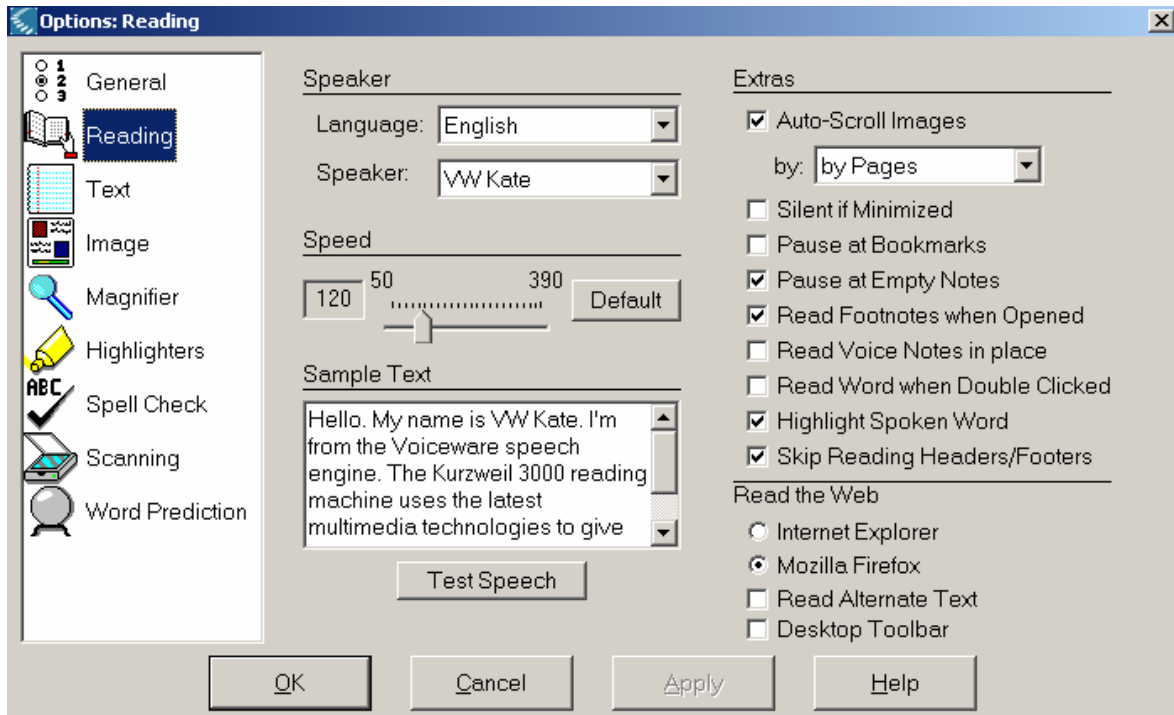 Options: Reading
1
2
3
General
Reading
Text
Image
Magnifier
Highlighters
ABC
Spell Check
Scanning
Word Prediction
Speaker
Language: English
Speaker: VW Kate
Speed
120 50 390 Default
Sample Text
Hello. My name is VW Kate. I'm
from the Voiceware speech
engine. The Kurzweil 3000 reading
machine uses the latest
multimedia technologies to give
Test Speech
Extras
Auto-Scroll Images
by: by Pages
Silent if Minimized
Pause at Bookmarks
Pause at Empty Notes
Read Footnotes when Opened
Read Voice Notes in place
Read Word when Double Clicked
Highlight Spoken Word
Skip Reading Headers/Footers
Read the Web
Internet Explorer
Mozilla Firefox
Read Alternate Text
Desktop Toolbar
OK Cancel Apply Help